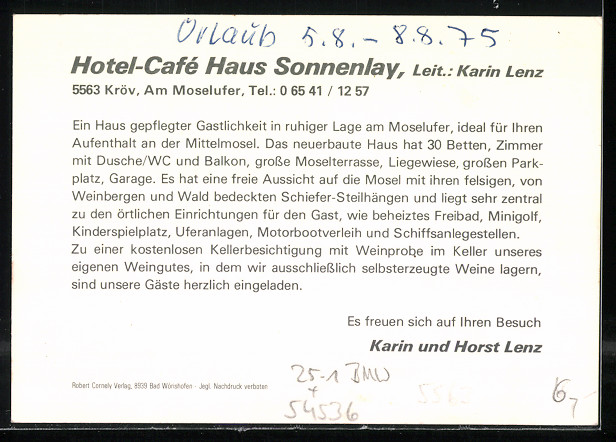 Urlaub 5.8. – 8.8.75
Hotel-Café Haus Sonnenlay, Leit.: Karin Lenz
5563 Kröv, Am Moselufer, Tel.: 0 65 41 / 12 57
Ein Haus gepflegter Gastlichkeit in ruhiger Lage am Moselufer, ideal für Ihren
Aufenthalt an der Mittelmosel. Das neuerbaute Haus hat 30 Betten, Zimmer
mit Dusche/WC und Balkon, große Moselterrasse, Liegewiese, großen Park-
platz, Garage. Es hat eine freie Aussicht auf die Mosel mit ihren felsigen, von
Weinbergen und Wald bedeckten Schiefer-Steilhängen und liegt sehr zentral
zu den örtlichen Einrichtungen für den Gast, wie beheiztes Freibad, Minigolf,
Kinderspielplatz, Uferanlagen, Motorbootverleih und Schiffsanlegestellen.
Zu einer kostenlosen Kellerbesichtigung mit Weinprobe im Keller unseres
eigenen Weingutes, in dem wir ausschließlich selbsterzeugte Weine lagern,
sind unsere Gäste herzlich eingeladen.
Es freuen sich auf Ihren Besuch
Karin und Horst Lenz
Robert Cornely Verlag, 8939 Bad Wörishofen - Jegl. Nachdruck verboten
25-1 BMW
+
54536
6,-